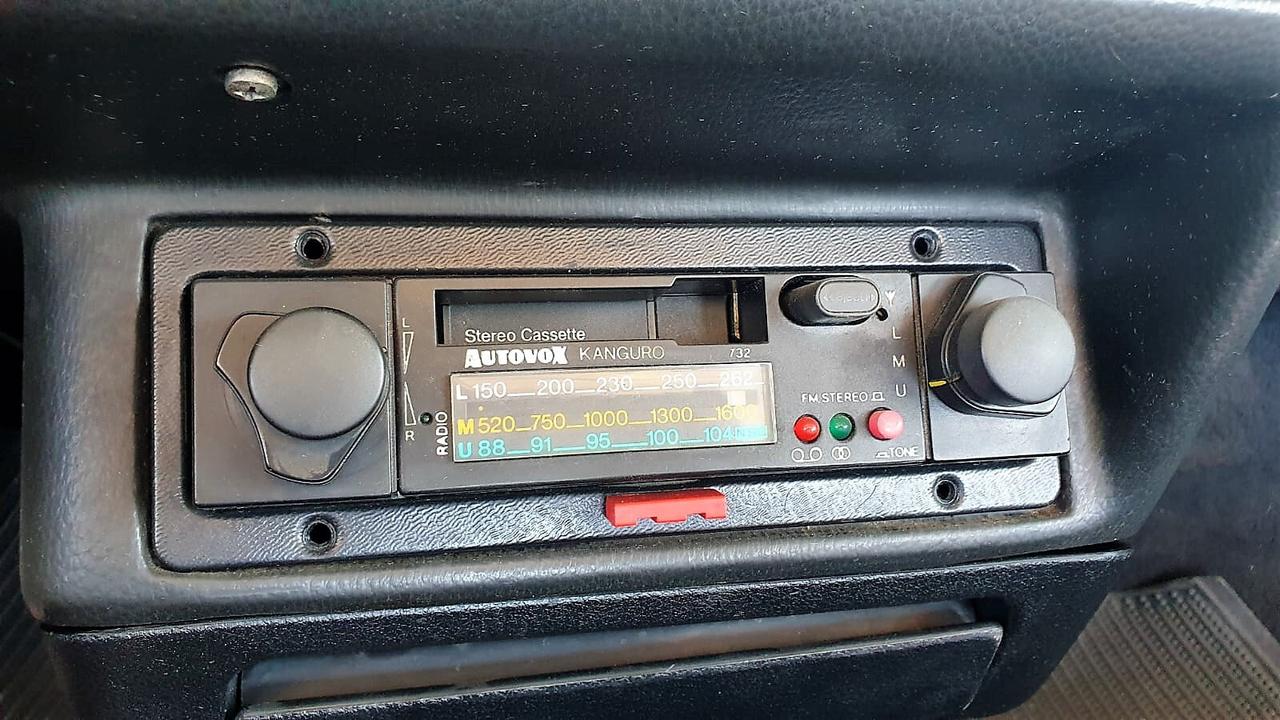 Stereo Cassette
AUTOVOX KANGURO 732
L
R
RADIO
L 150 200 230 250 262
M 520 750 1000 1300 1600
U 88 91 95 100 104
L
M
U
FM STEREO
TONE